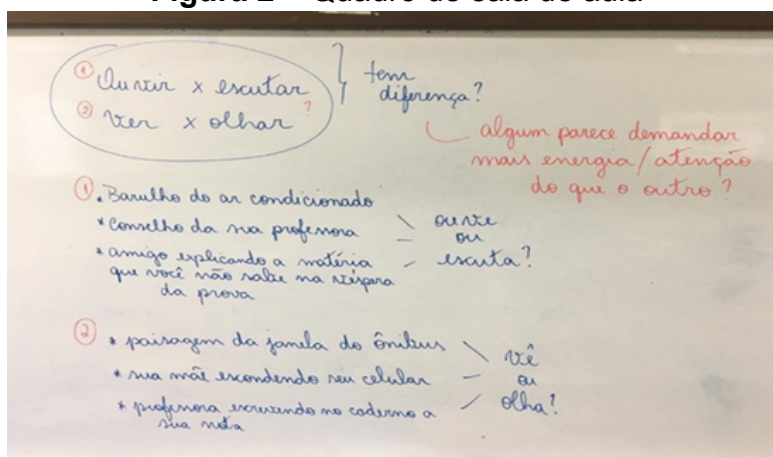 Figura 2 – Quadro de sala de aula
① Ouvir x escutar } tem
② Ver x olhar ? diferença?
algum parece demandar
mais energia/atenção
do que o outro?
① • Barulho do ar condicionado
* Conselho da sua professora
* amigo explicando a matéria
que você não sabe na véspera
da prova
ouve
ou
escuta?
② * paisagem da janela do ônibus
* sua mãe escondendo seu celular
* professora escrevendo no caderno a
sua nota
vê
ou
olha?